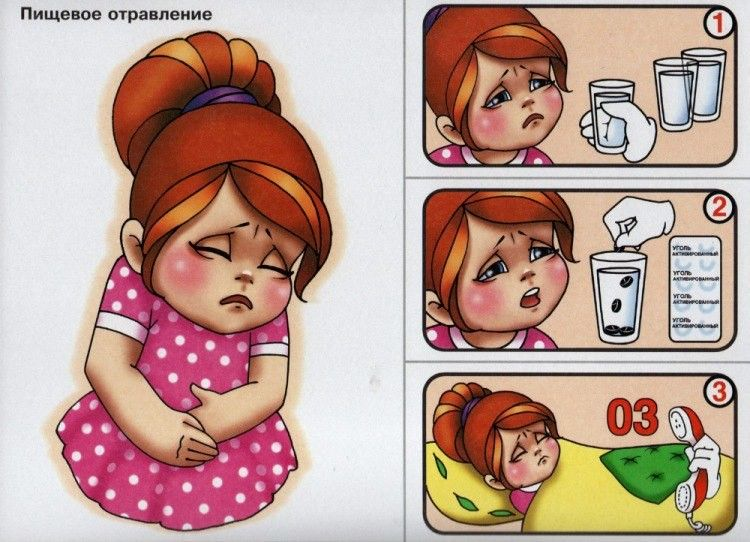 Пищевое отравление
1
2
УГОЛЬ
АКТИВИРОВАННЫЙ
УГОЛЬ
АКТИВИРОВАННЫЙ
УГОЛЬ
АКТИВИРОВАННЫЙ
УГОЛЬ
АКТИВИРОВАННЫЙ
3
03